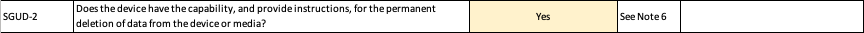 SGUD-2 Does the device have the capability, and provide instructions, for the permanent deletion of data from the device or media? Yes See Note 6